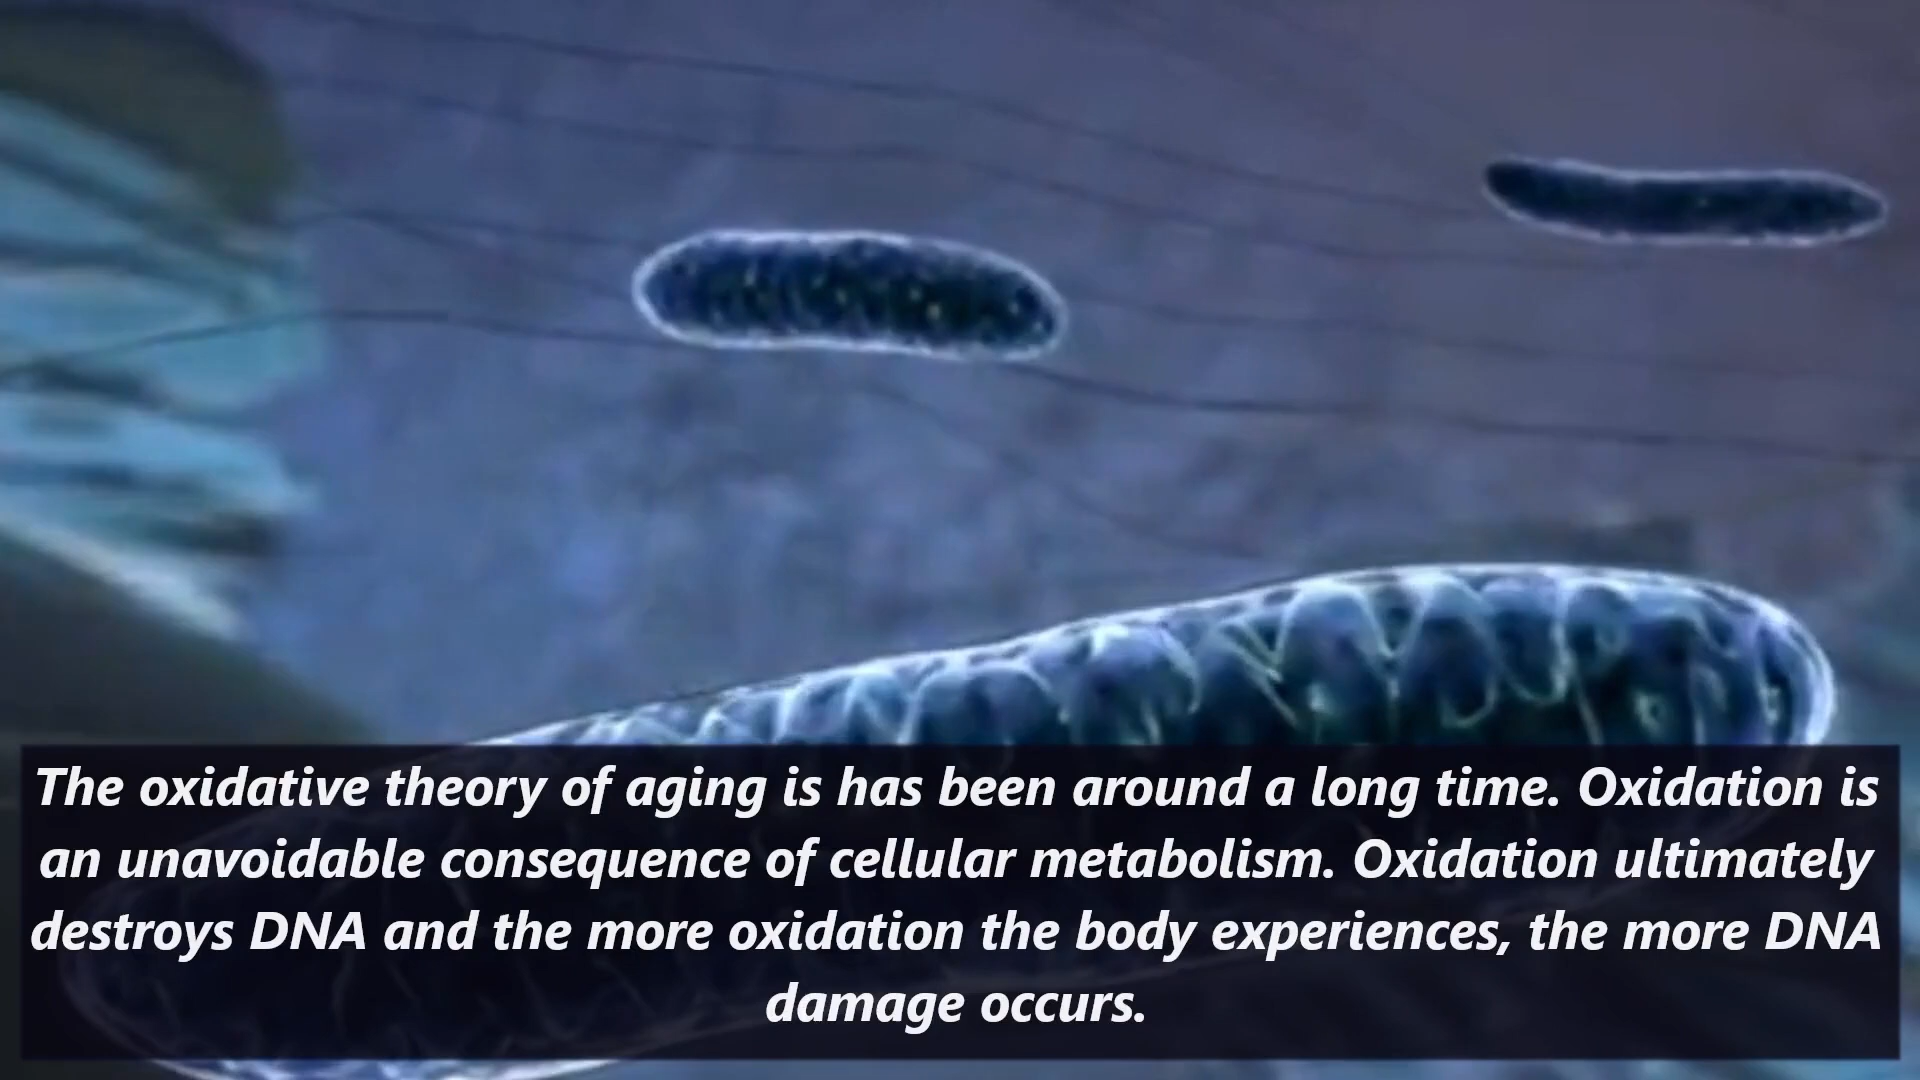 The oxidative theory of aging is has been around a long time. Oxidation is
an unavoidable consequence of cellular metabolism. Oxidation ultimately
destroys DNA and the more oxidation the body experiences, the more DNA
damage occurs.